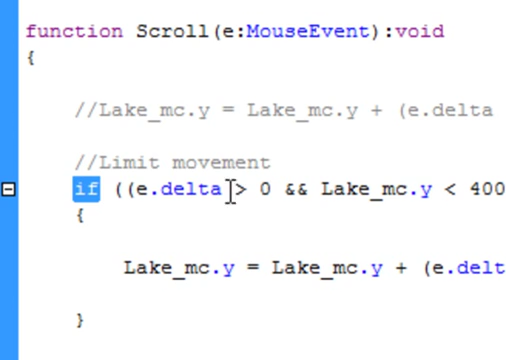 function Scroll(e:MouseEvent):void
{
//Lake_mc.y = Lake_mc.y + (e.delta
//Limit movement
if ((e.delta > 0 && Lake_mc.y < 400
{
Lake_mc.y = Lake_mc.y + (e.delt
}